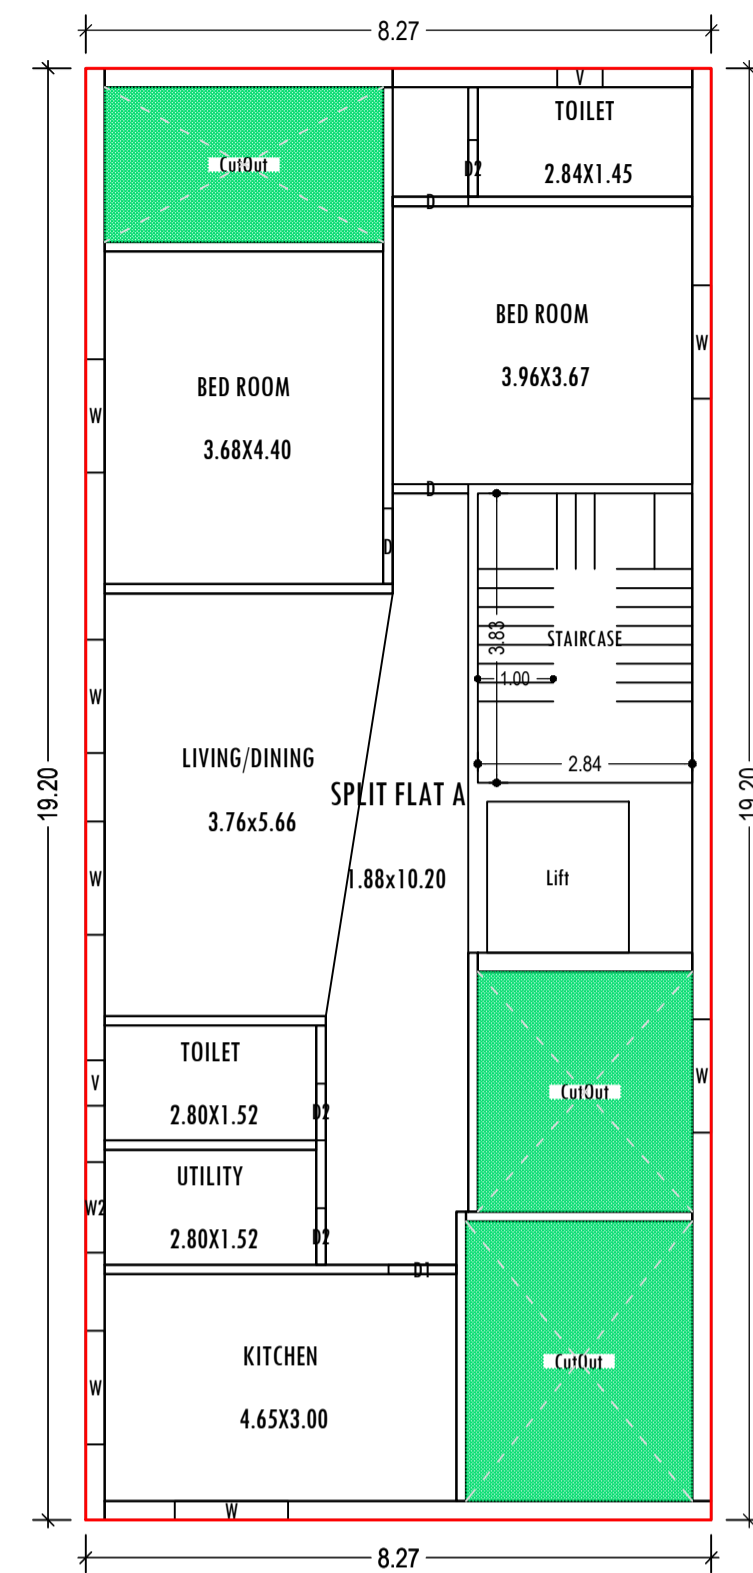 8.27
V
TOILET
2.84X1.45
CutOut
D2
D
BED ROOM
3.96X3.67
W
BED ROOM
3.68X4.40
W
D
D
3.83
STAIRCASE
1.00
W
2.84
LIVING/DINING
3.76x5.66
SPLIT FLAT A
1.88x10.20
19.20
19.20
W
Lift
TOILET
2.80X1.52
V
D2
CutOut
W
UTILITY
2.80X1.52
W2
D2
D1
KITCHEN
4.65X3.00
CutOut
W
W
8.27